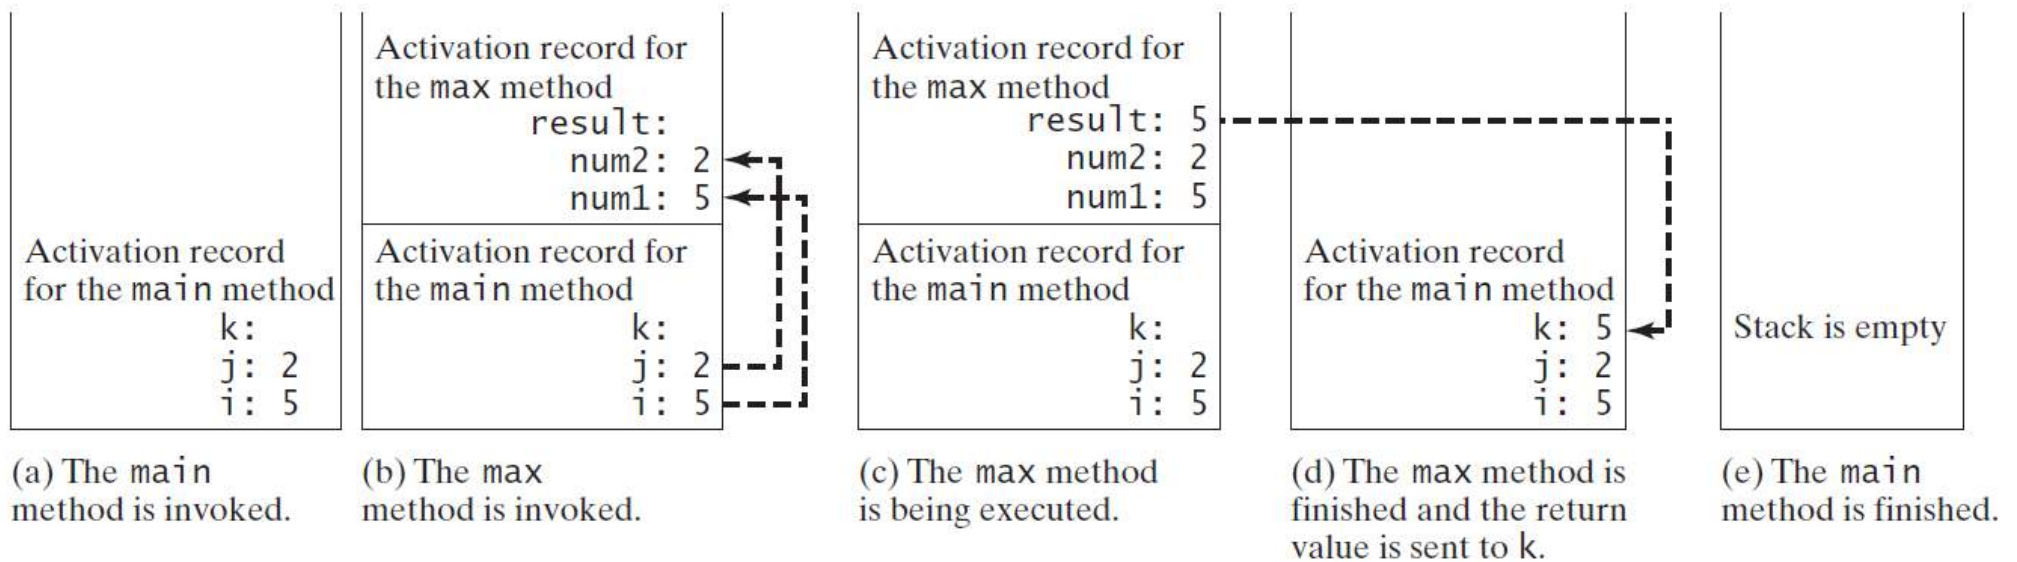 Activation record
for the main method
k:
j: 2
i: 5
(a) The main
method is invoked.
Activation record for
the max method
result:
num2: 2
num1: 5
Activation record for
the main method
k:
j: 2
i: 5
(b) The max
method is invoked.
Activation record for
the max method
result: 5
num2: 2
num1: 5
Activation record for
the main method
k:
j: 2
i: 5
(c) The max method
is being executed.
Activation record
for the main method
k: 5
j: 2
i: 5
(d) The max method is
finished and the return
value is sent to k.
Stack is empty
(e) The main
method is finished.